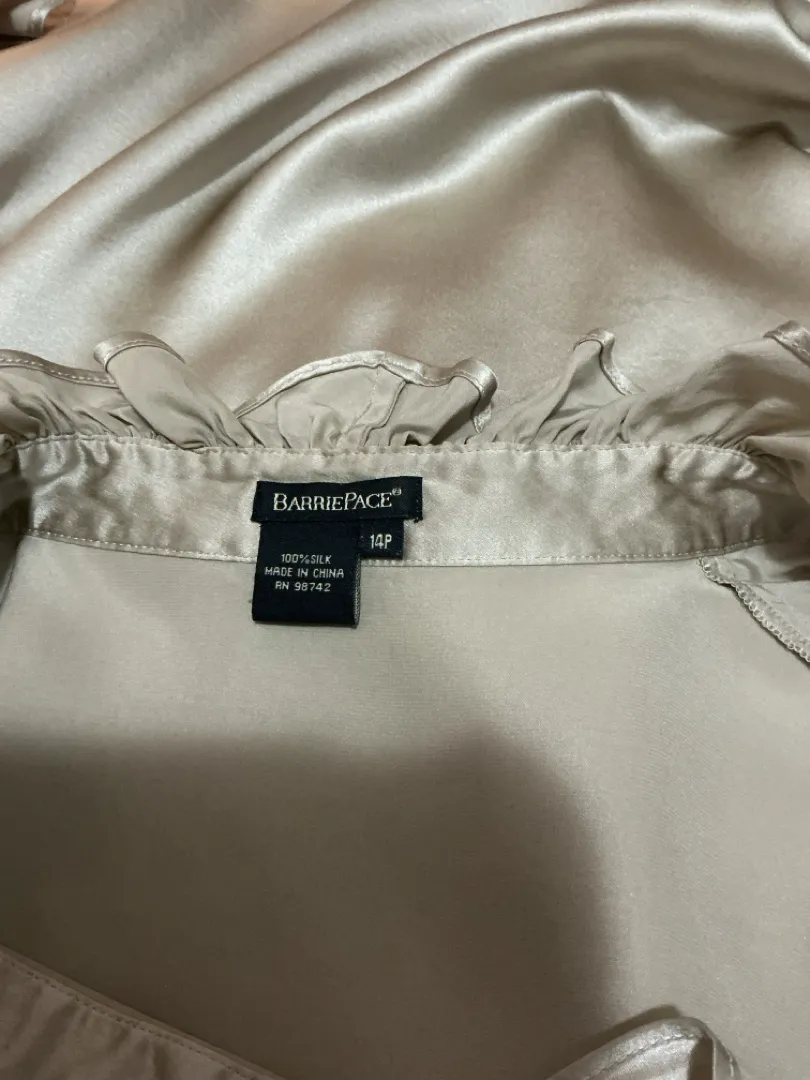 BARRIEPACE®
14P
100% SILK
MADE IN CHINA
RN 98742